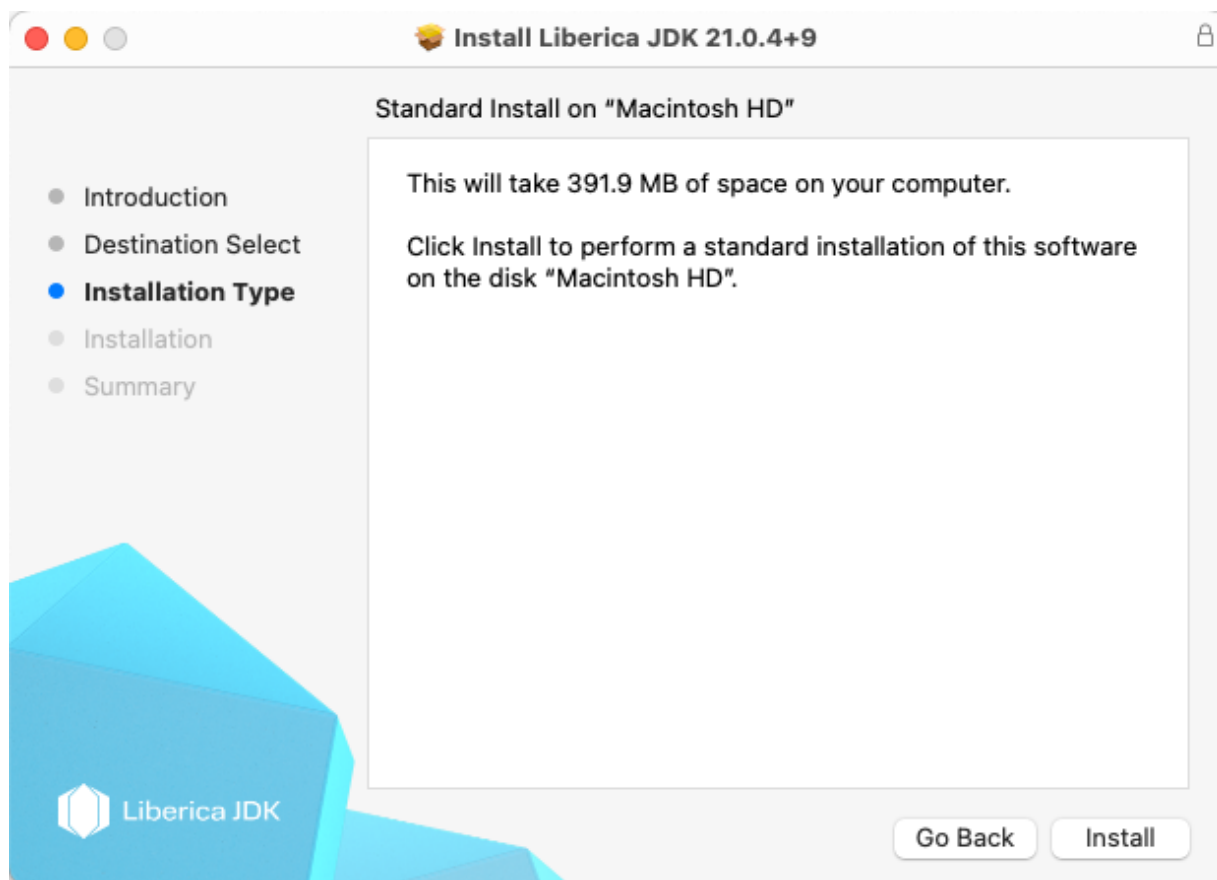 Install Liberica JDK 21.0.4+9
Standard Install on “Macintosh HD”
Introduction
Destination Select
Installation Type
Installation
Summary
This will take 391.9 MB of space on your computer.
Click Install to perform a standard installation of this software
on the disk “Macintosh HD”.
Liberica JDK
Go Back
Install